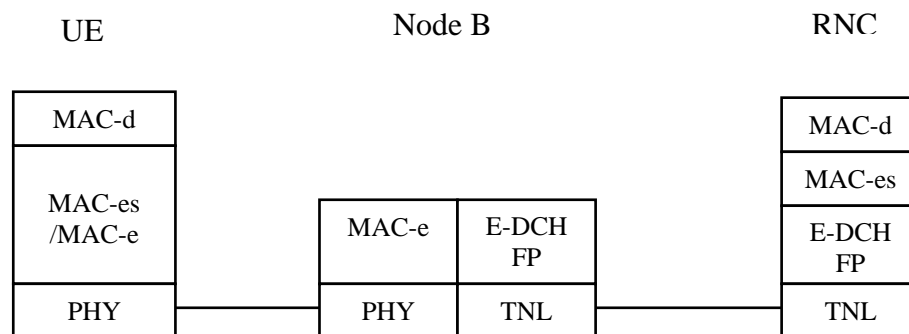 UE
Node B
RNC
MAC-d
MAC-es
/MAC-e
PHY
MAC-e
PHY
E-DCH
FP
TNL
MAC-d
MAC-es
E-DCH
FP
TNL